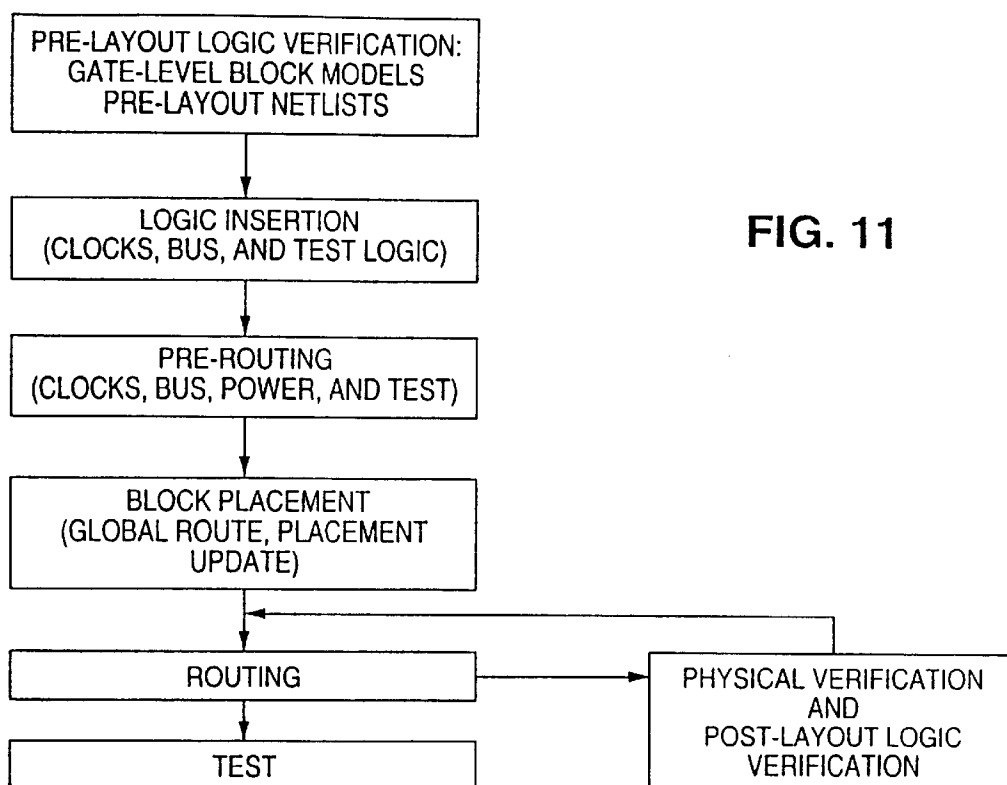 PRE-LAYOUT LOGIC VERIFICATION:
GATE-LEVEL BLOCK MODELS
PRE-LAYOUT NETLISTS
LOGIC INSERTION
(CLOCKS, BUS, AND TEST LOGIC)
FIG. 11
PRE-ROUTING
(CLOCKS, BUS, POWER, AND TEST)
BLOCK PLACEMENT
(GLOBAL ROUTE, PLACEMENT
UPDATE)
ROUTING
PHYSICAL VERIFICATION
AND
POST-LAYOUT LOGIC
VERIFICATION
TEST